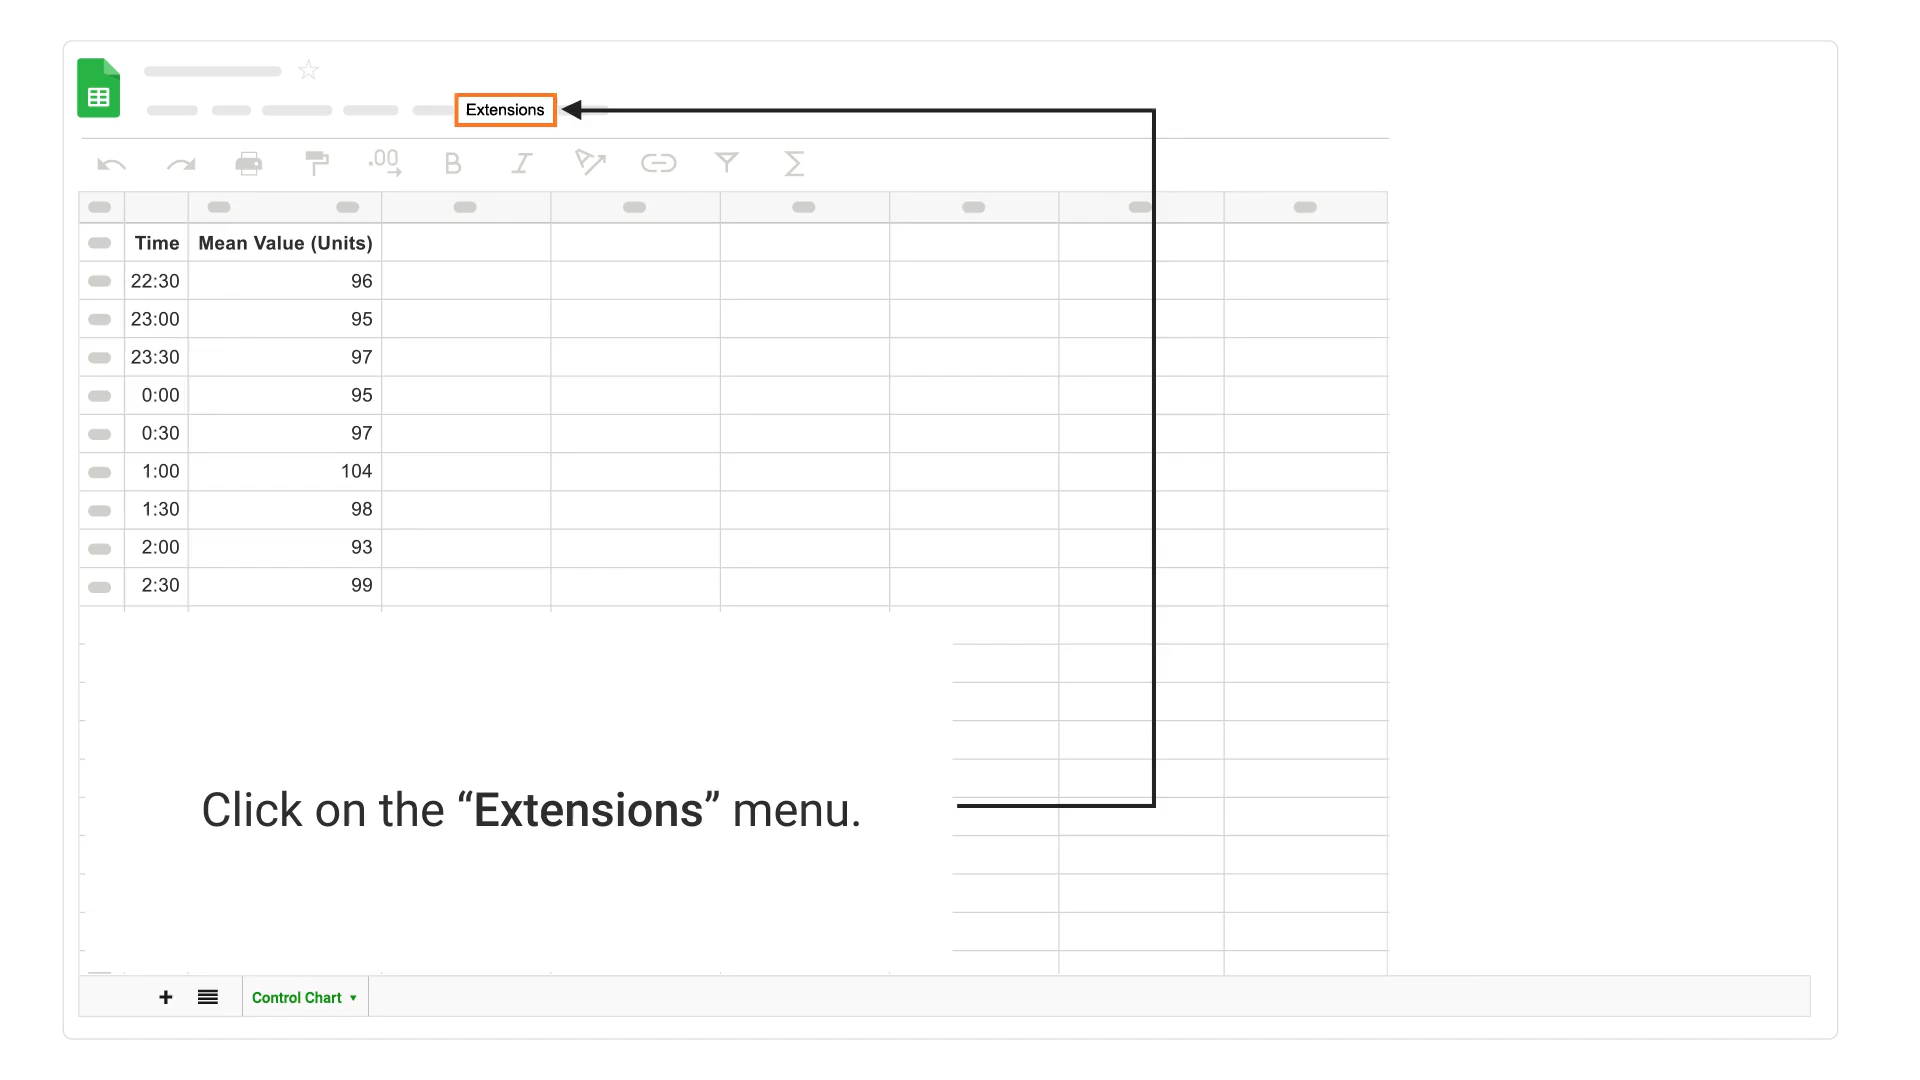 Extensions
.00
B
I
A
Time Mean Value (Units)
22:30 96
23:00 95
23:30 97
0:00 95
0:30 97
1:00 104
1:30 98
2:00 93
2:30 99
Click on the “Extensions” menu.
Control Chart